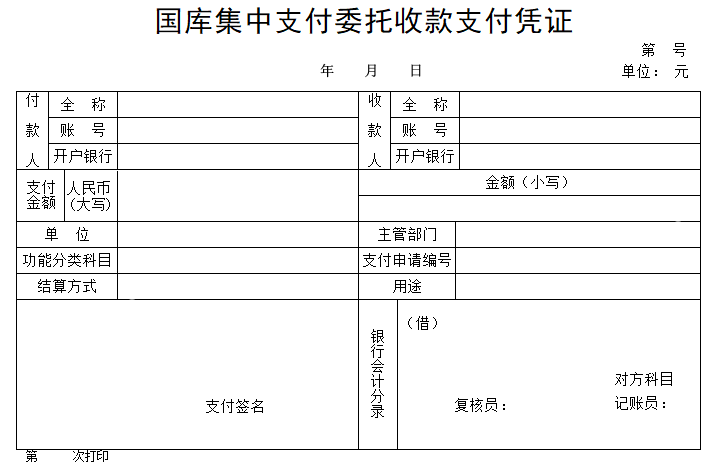 国库集中支付委托收款支付凭证
第 号
年 月 日 单位： 元
付款人 全 称 收款人 全 称
账 号 账 号
开户银行 开户银行
支付金额 人民币（大写） 金额（小写）
单 位 主管部门
功能分类科目 支付申请编号
结算方式 用途
银行会计分录 （借）
对方科目
支付签名 复核员： 记账员：
第 次打印